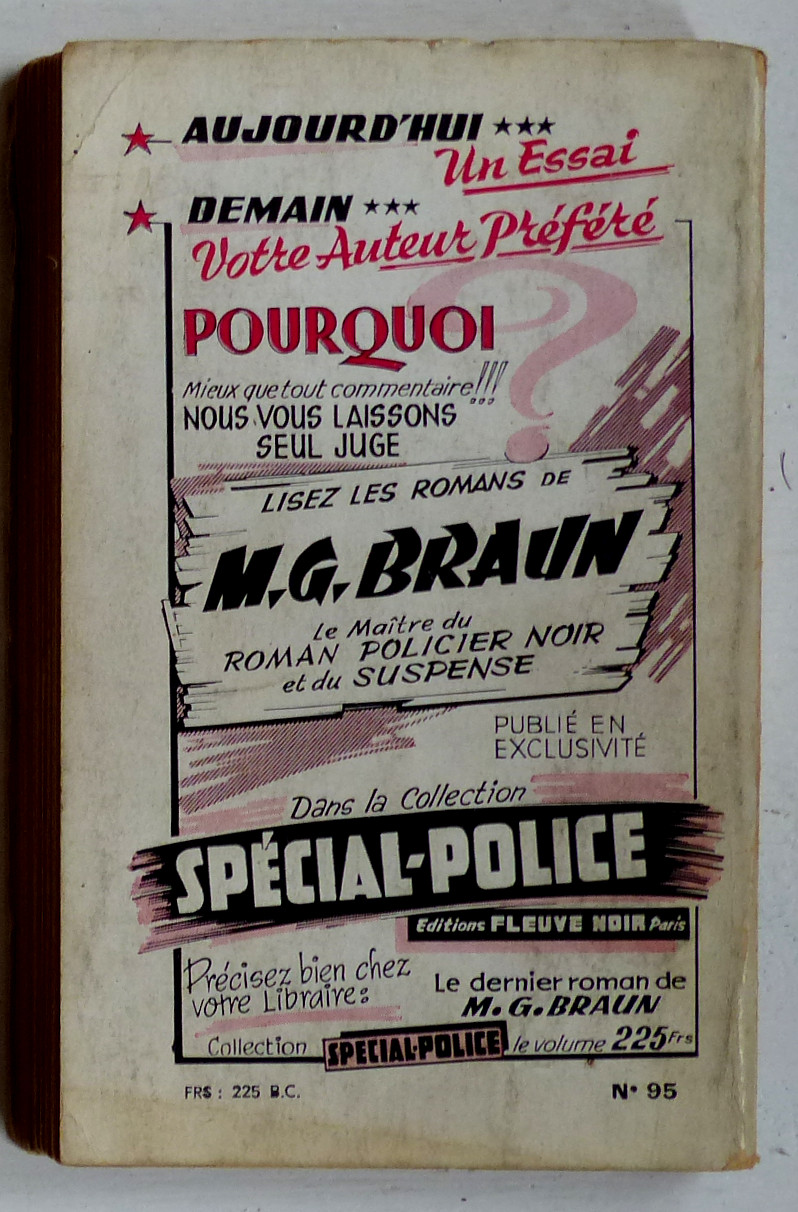 AUJOURD'HUI ★★★
Un Essai
DEMAIN ★★★
Votre Auteur Préféré
POURQUOI ?
Mieux que tout commentaire!!!
NOUS VOUS LAISSONS
SEUL JUGE
LISEZ LES ROMANS DE
M.G. BRAUN
Le Maître du
ROMAN POLICIER NOIR
et du SUSPENSE
PUBLIÉ EN
EXCLUSIVITÉ
Dans la Collection
SPÉCIAL-POLICE
Editions FLEUVE NOIR Paris
Précisez bien chez
votre Libraire:
Le dernier roman de
M.G.BRAUN
Collection SPECIAL-POLICE le volume 225 Frs
FRS : 225 B.C.
N° 95